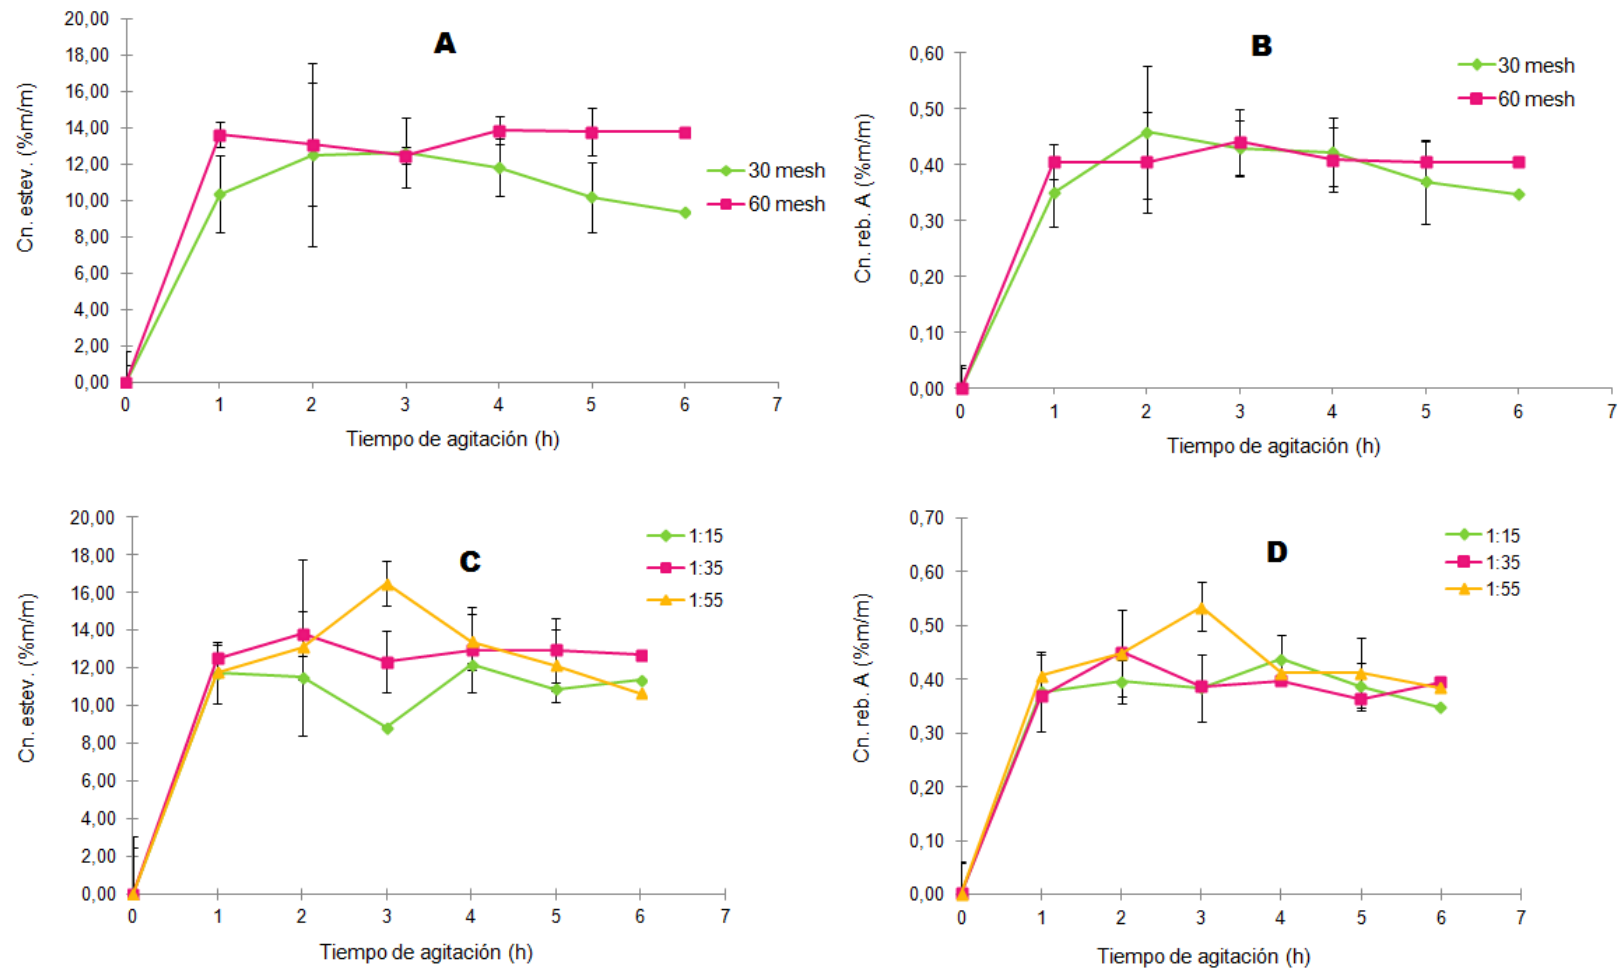 A
Cn. estev. (%m/m)
20,00
18,00
16,00
14,00
12,00
10,00
8,00
6,00
4,00
2,00
0,00
0 1 2 3 4 5 6 7
Tiempo de agitación (h)
30 mesh
60 mesh
B
Cn. reb. A (%m/m)
0,60
0,50
0,40
0,30
0,20
0,10
0,00
0 1 2 3 4 5 6 7
Tiempo de agitación (h)
30 mesh
60 mesh
C
Cn. estev. (%m/m)
20,00
18,00
16,00
14,00
12,00
10,00
8,00
6,00
4,00
2,00
0,00
0 1 2 3 4 5 6 7
Tiempo de agitación (h)
1:15
1:35
1:55
D
Cn. reb. A (%m/m)
0,70
0,60
0,50
0,40
0,30
0,20
0,10
0,00
0 1 2 3 4 5 6 7
Tiempo de agitación (h)
1:15
1:35
1:55